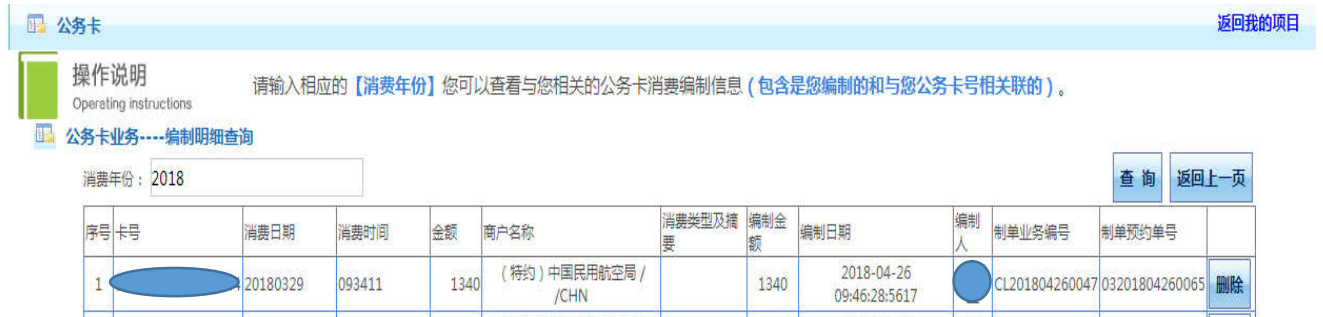 公务卡
返回我的项目
操作说明
Operating instructions
请输入相应的【消费年份】您可以查看与您相关的公务卡消费编制信息（包含是您编制的和与您公务卡号相关联的）。
公务卡业务----编制明细查询
消费年份： 2018
查 询 返回上一页
序号 卡号 消费日期 消费时间 金额 商户名称 消费类型及摘要 编制金额 编制日期 编制人 制单业务编号 制单预约单号
1 20180329 093411 1340 （特约）中国民用航空局 / /CHN 1340 2018-04-26 09:46:28:5617 CL201804260047 03201804260065 删除